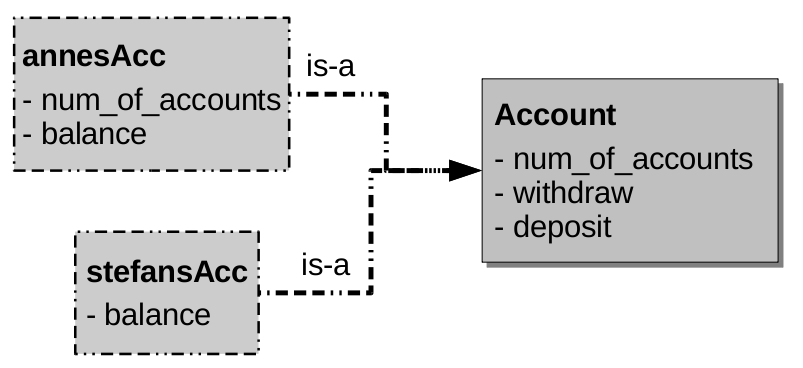 annesAcc
- num_of_accounts
- balance
is-a
Account
- num_of_accounts
- withdraw
- deposit
is-a
stefansAcc
- balance